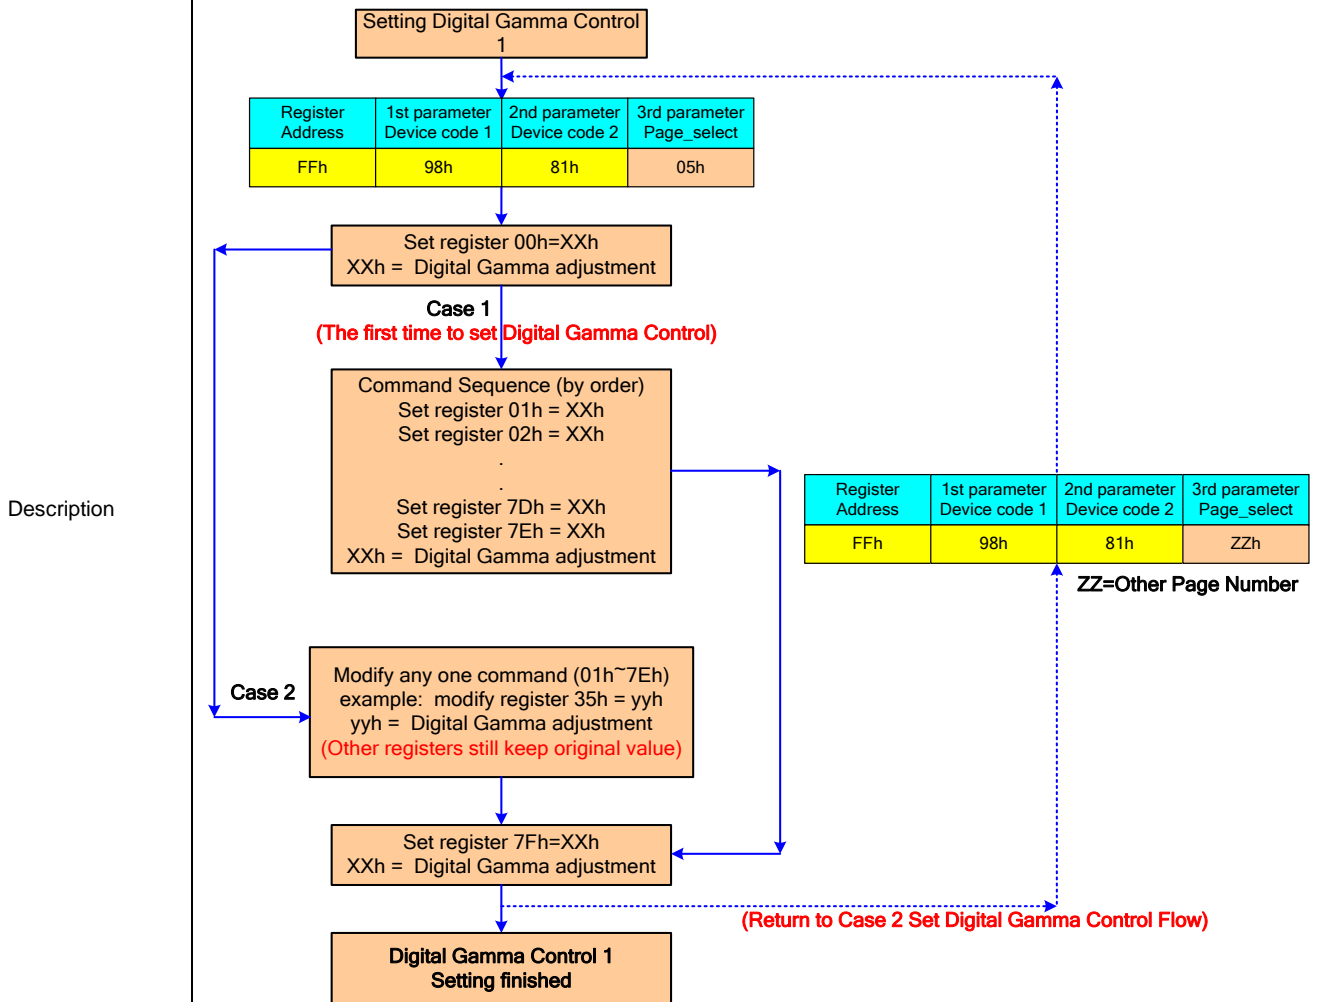 Setting Digital Gamma Control
1
Register Address
1st parameter Device code 1
2nd parameter Device code 2
3rd parameter Page_select
FFh
98h
81h
05h
Set register 00h=XXh
XXh = Digital Gamma adjustment
Case 1
(The first time to set Digital Gamma Control)
Command Sequence (by order)
Set register 01h = XXh
Set register 02h = XXh
.
.
Set register 7Dh = XXh
Set register 7Eh = XXh
XXh = Digital Gamma adjustment
Description
Register Address
1st parameter Device code 1
2nd parameter Device code 2
3rd parameter Page_select
FFh
98h
81h
ZZh
ZZ=Other Page Number
Case 2
Modify any one command (01h~7Eh)
example: modify register 35h = yyh
yyh = Digital Gamma adjustment
(Other registers still keep original value)
Set register 7Fh=XXh
XXh = Digital Gamma adjustment
(Return to Case 2 Set Digital Gamma Control Flow)
Digital Gamma Control 1
Setting finished